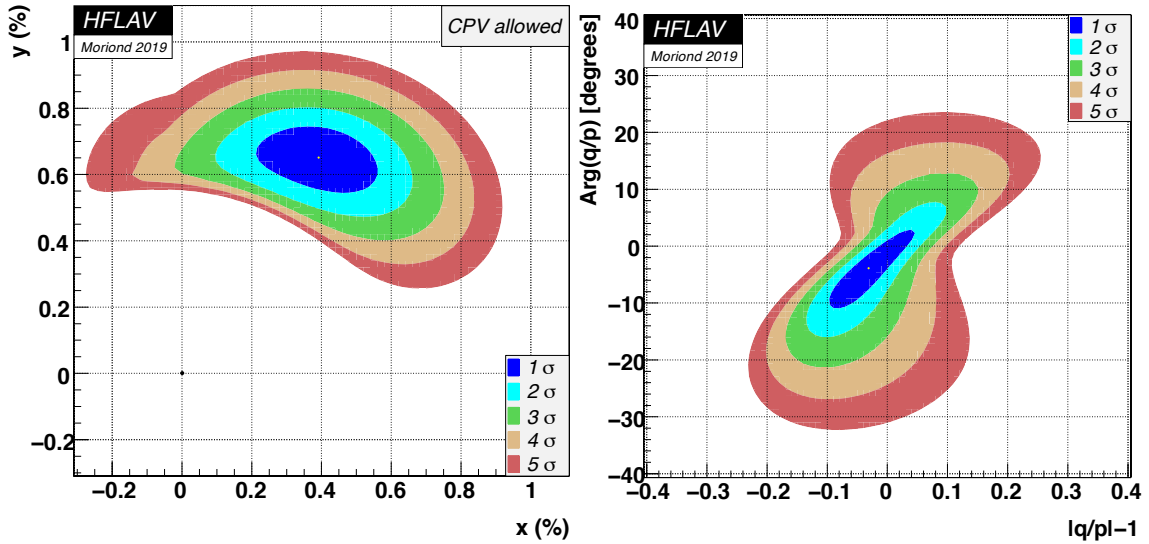 HFLAV
Moriond 2019
CPV allowed
y (%)
1
0.8
0.6
0.4
0.2
0
−0.2
−0.2
0
0.2
0.4
0.6
0.8
1
x (%)
1 σ
2 σ
3 σ
4 σ
5 σ
HFLAV
Moriond 2019
Arg(q/p) [degrees]
40
30
20
10
0
−10
−20
−30
−40
−0.4
−0.3
−0.2
−0.1
0
0.1
0.2
0.3
0.4
|q/p|−1
1 σ
2 σ
3 σ
4 σ
5 σ